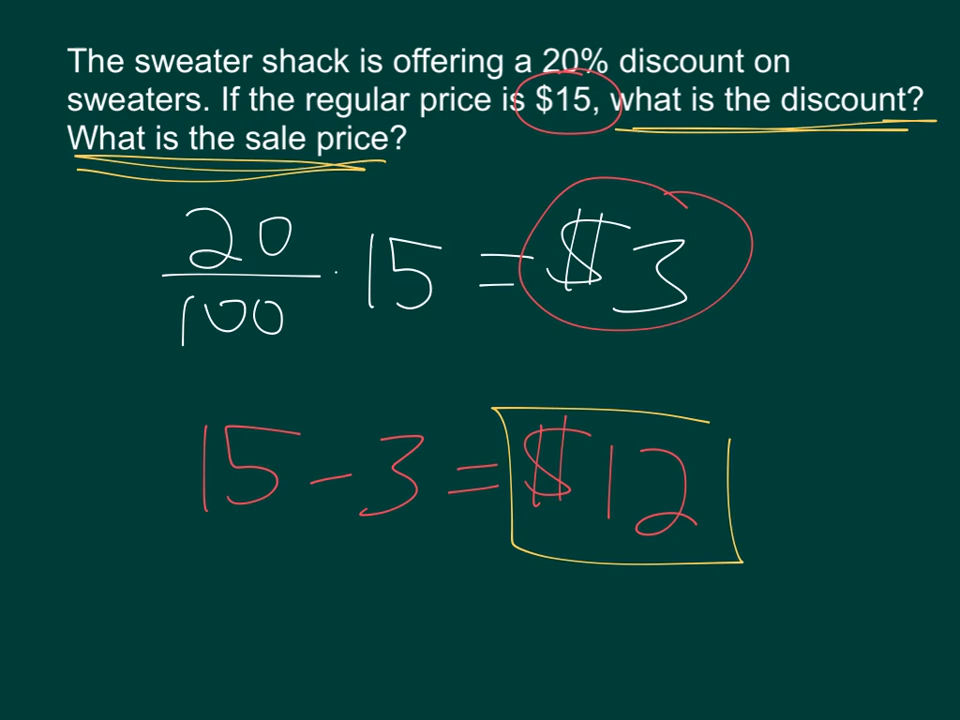 The sweater shack is offering a 20% discount on
sweaters. If the regular price is $15, what is the discount?
What is the sale price?
20/100 · 15 = $3
15 - 3 = $12